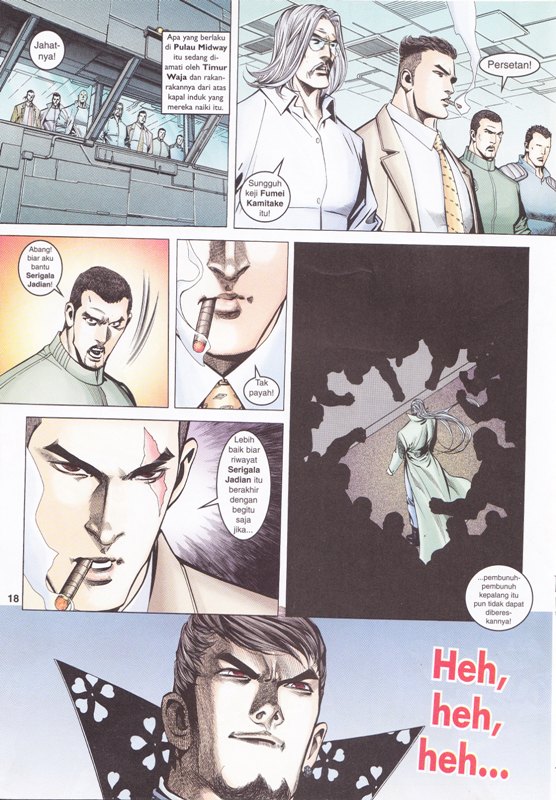 Jahat-
nya!
Apa yang berlaku
di Pulau Midway
itu sedang di-
amati oleh Timur
Waja dan rakan-
rakannya dari atas
kapal induk yang
mereka naiki itu.
Persetan!
Sungguh
keji Fumei
Kamitake
itu!
Abang!
biar aku
bantu
Serigala
Jadian!
Tak
payah!
Lebih
baik biar
riwayat
Serigala
Jadian itu
berakhir
dengan
begitu
saja
jika...
...pembunuh-
pembunuh
kepalang itu
pun tidak dapat
diberes-
kannya!
18
Heh,
heh,
heh...